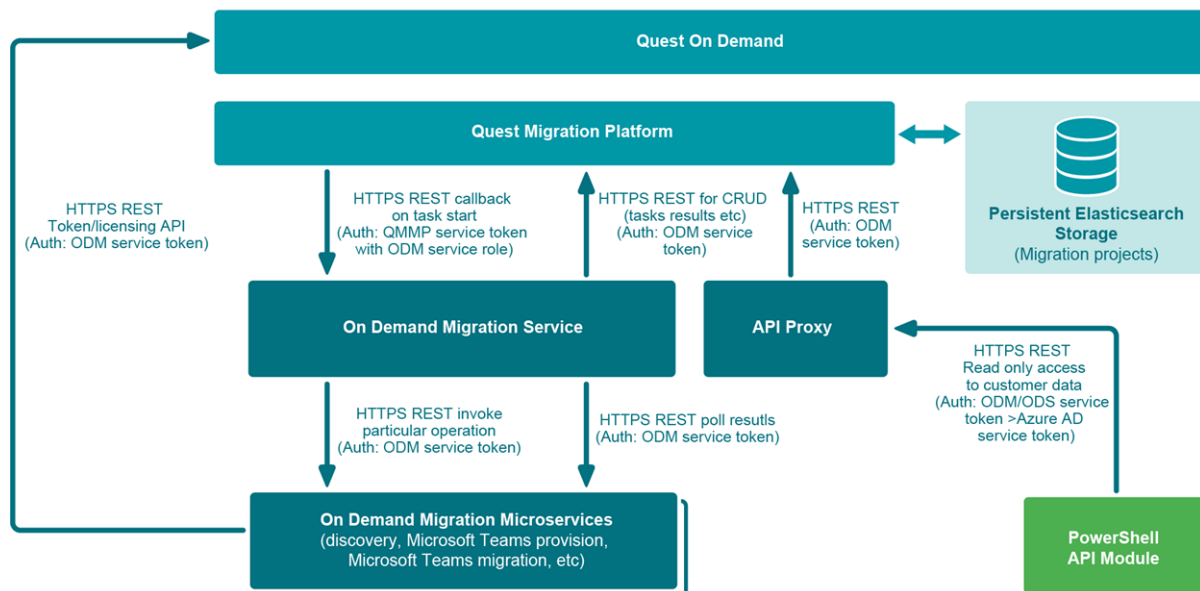 Quest On Demand
Quest Migration Platform
HTTPS REST
Token/licensing API
(Auth: ODM service token)
HTTPS REST callback
on task start
(Auth: QMMP service token
with ODM service role)
HTTPS REST for CRUD
(tasks results etc)
(Auth: ODM service
token)
HTTPS REST
(Auth: ODM
service token)
Persistent Elasticsearch
Storage
(Migration projects)
On Demand Migration Service
API Proxy
HTTPS REST
Read only access
to customer data
(Auth: ODM/ODS service
token >Azure AD
service token)
HTTPS REST invoke
particular operation
(Auth: ODM service token)
HTTPS REST poll resutls
(Auth: ODM service token)
On Demand Migration Microservices
(discovery, Microsoft Teams provision,
Microsoft Teams migration, etc)
PowerShell
API Module